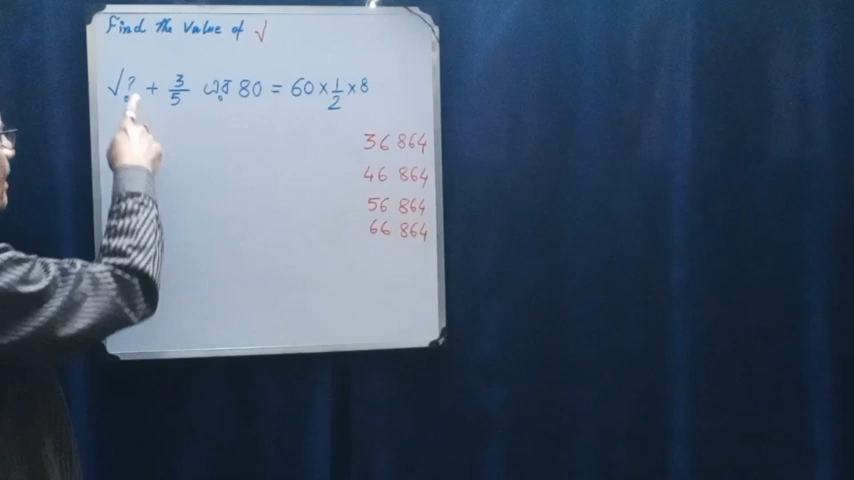 Find the value of √
√? + 3/5 এর 80 = 60 × 1/2 × 8
36 864
46 864
56 864
66 864